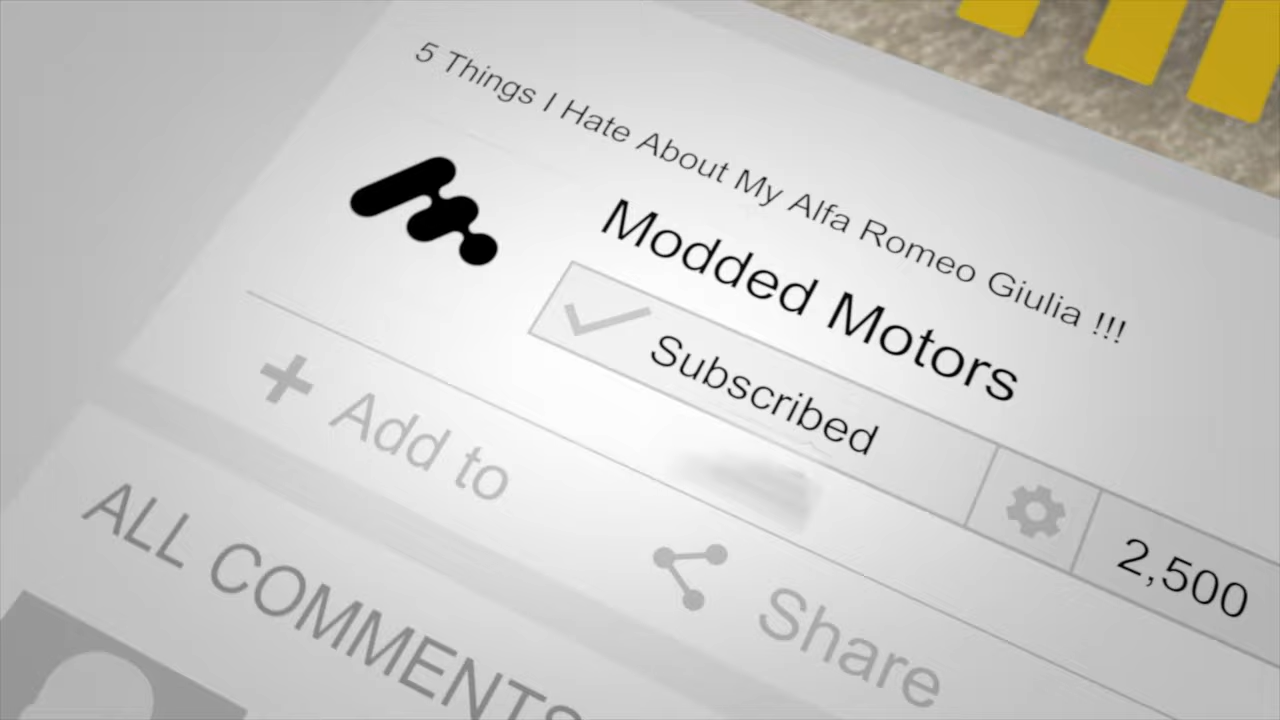 5 Things I Hate About My Alfa Romeo Giulia !!!
Modded Motors
Subscribed
2,500
Add to
Share
ALL COMMENTS